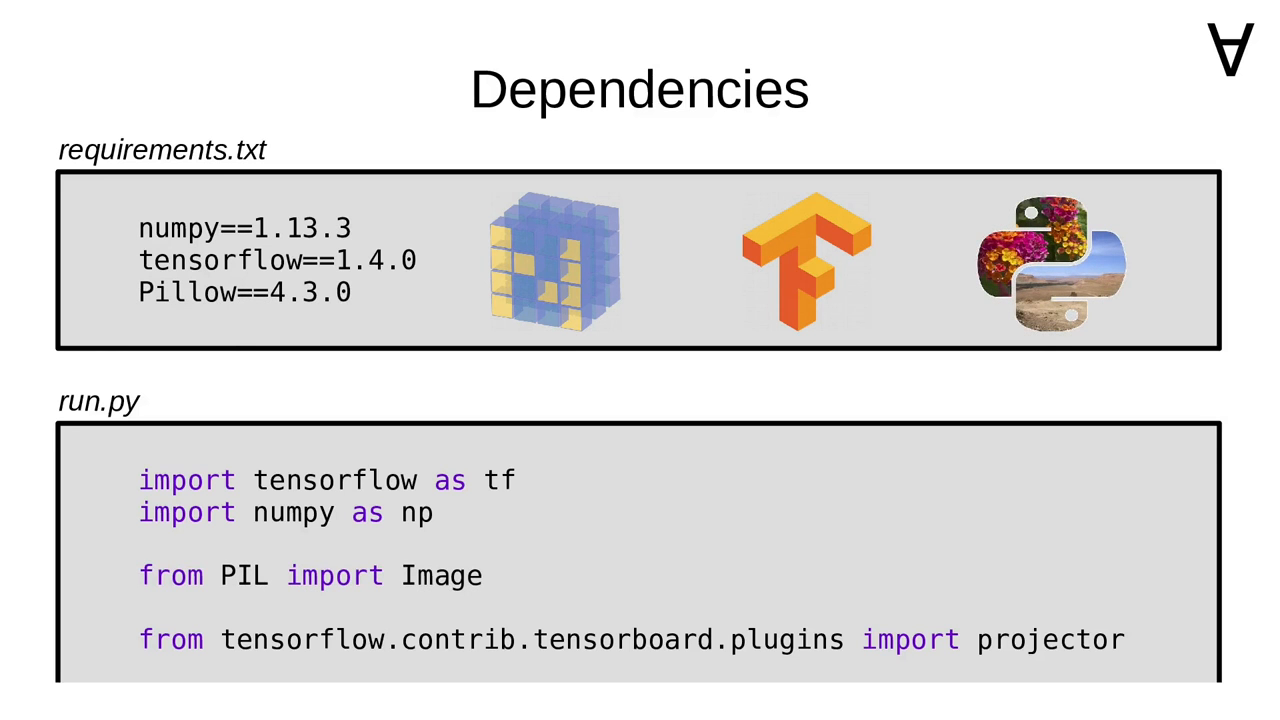 ∀
Dependencies
requirements.txt
numpy==1.13.3
tensorflow==1.4.0
Pillow==4.3.0
run.py
import tensorflow as tf
import numpy as np
from PIL import Image
from tensorflow.contrib.tensorboard.plugins import projector